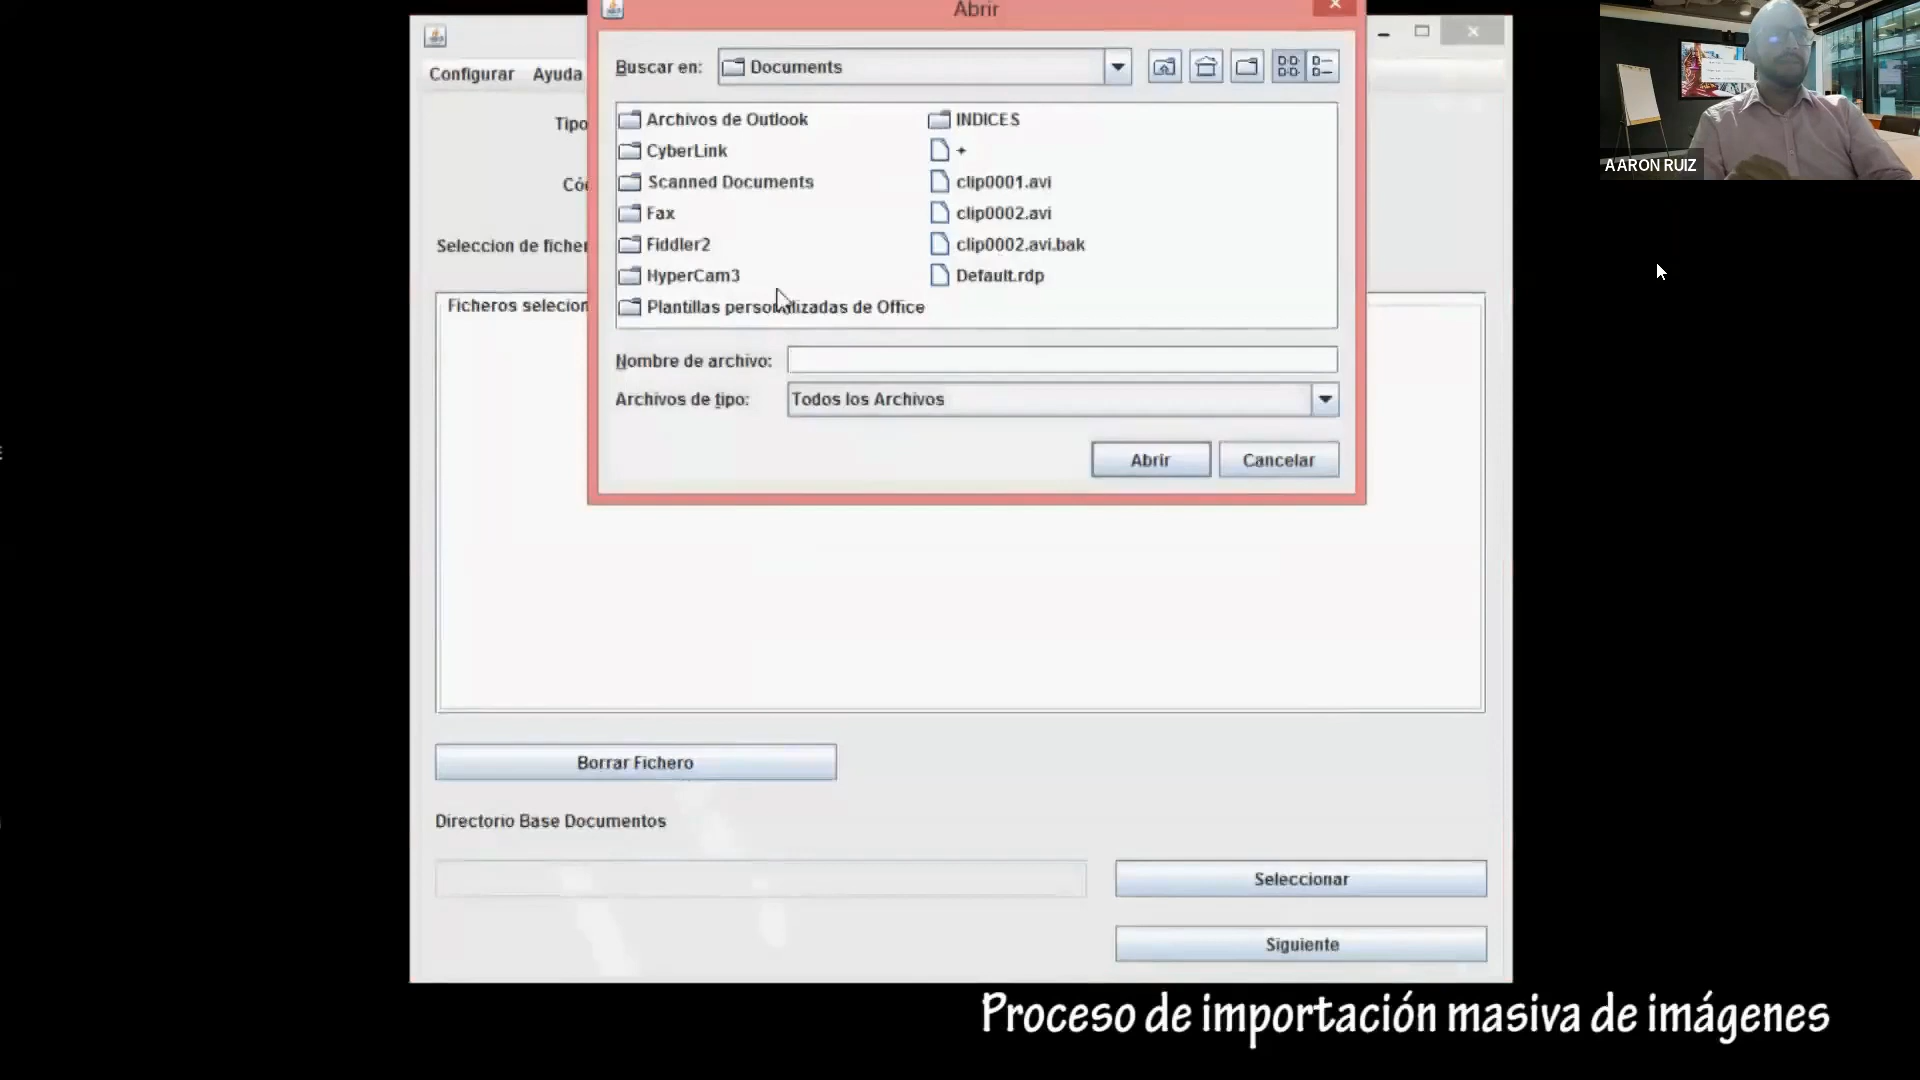 Abrir
Configurar Ayuda
Buscar en: Documents
Tipo
Seleccion de ficher
Ficheros selecion
Archivos de Outlook
CyberLink
Scanned Documents
Fax
Fiddler2
HyperCam3
Plantillas personalizadas de Office
INDICES
+
clip0001.avi
clip0002.avi
clip0002.avi.bak
Default.rdp
Nombre de archivo:
Archivos de tipo: Todos los Archivos
Abrir Cancelar
Borrar Fichero
Directorio Base Documentos
Seleccionar
Siguiente
Proceso de importación masiva de imágenes
AARON RUIZ